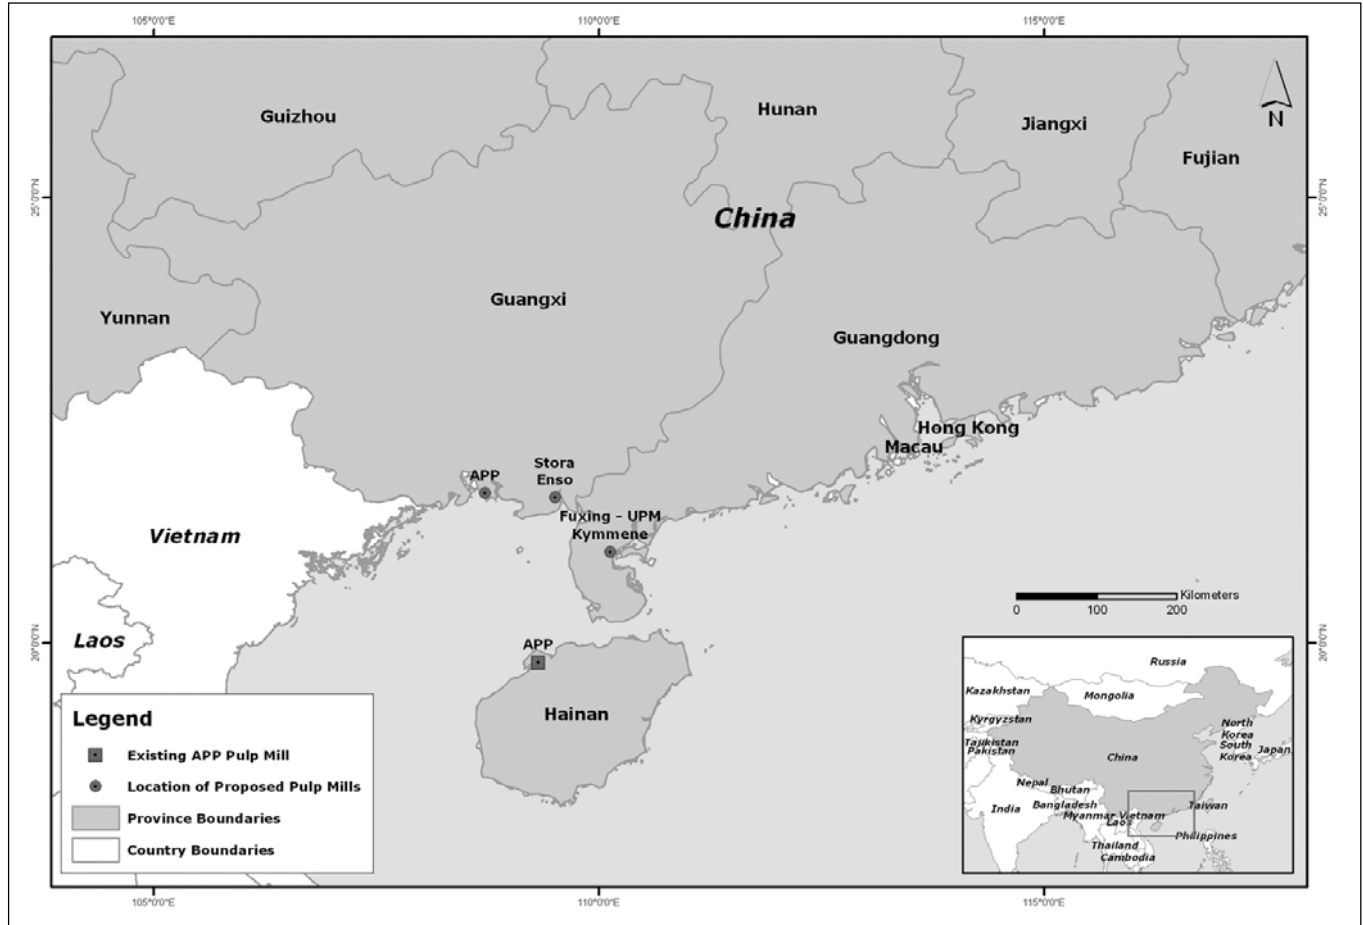 105°0'0"E
110°0'0"E
115°0'0"E
N
Guizhou
Hunan
Jiangxi
Fujian
25°0'0"N
25°0'0"N
China
Guangxi
Yunnan
Guangdong
Hong Kong
Macau
APP
Stora
Enso
Fuxing - UPM
Kymmene
Vietnam
Laos
Kilometers
0 100 200
20°0'0"N
20°0'0"N
APP
Hainan
Legend
Existing APP Pulp Mill
Location of Proposed Pulp Mills
Province Boundaries
Country Boundaries
Russia
Kazakhstan
Mongolia
Kyrgyzstan
North
Korea
Tajikistan
South
Korea
Japan
Pakistan
China
Nepal
Bhutan
India
Bangladesh
Taiwan
Myanmar
Vietnam
Laos
Philippines
Thailand
Cambodia
105°0'0"E
110°0'0"E
115°0'0"E